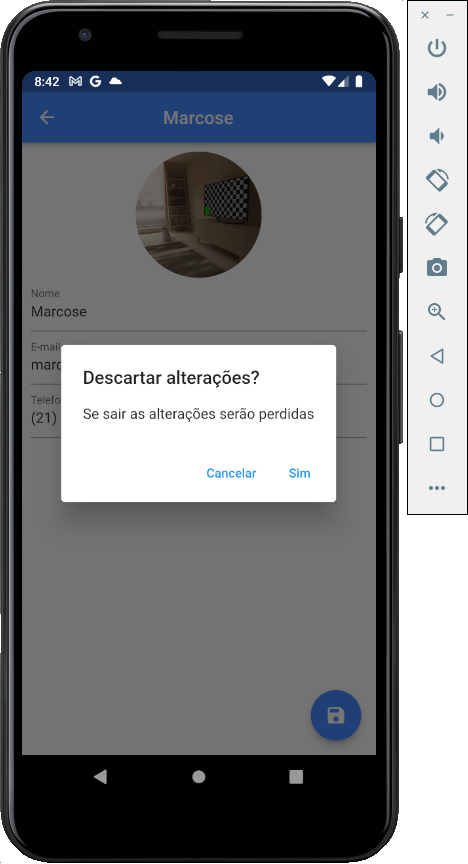 8:42
Marcose
Nome
Marcose
E-mail
marc
Telefo
(21)
Descartar alterações?
Se sair as alterações serão perdidas
Cancelar
Sim